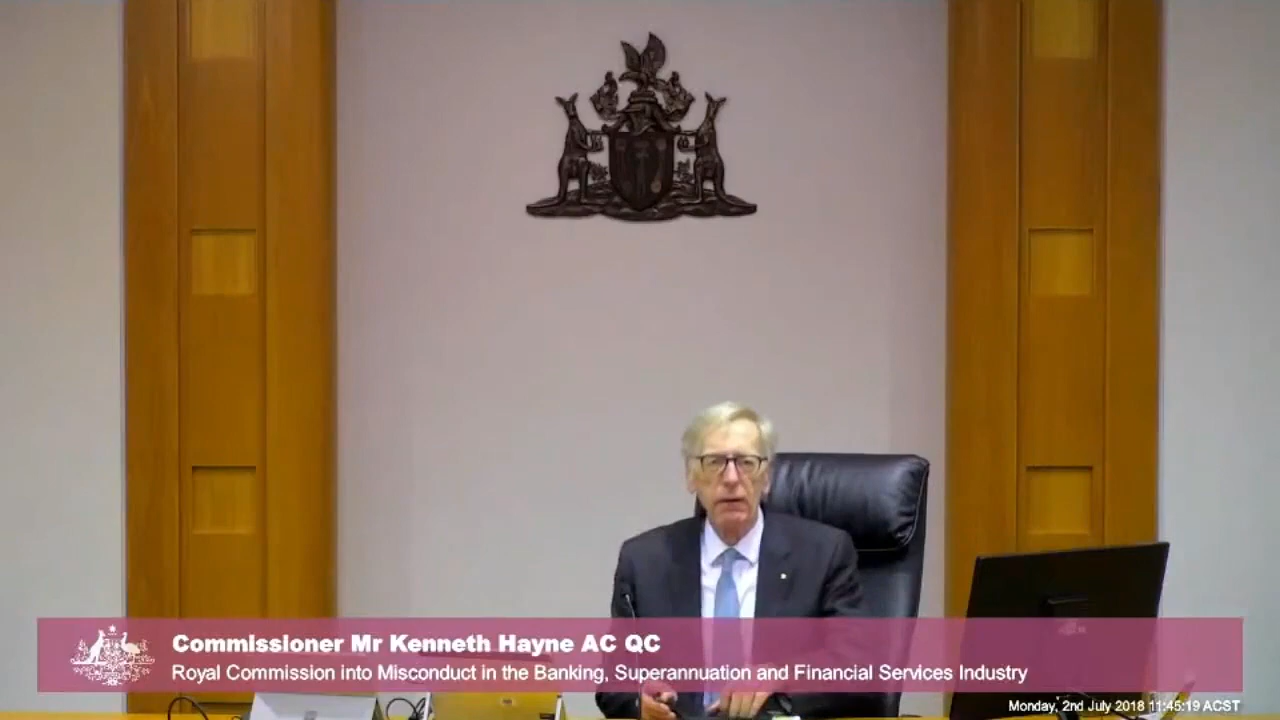 Commissioner Mr Kenneth Hayne AC QC
Royal Commission into Misconduct in the Banking, Superannuation and Financial Services Industry
Monday, 2nd July 2018 11:45:19 ACST